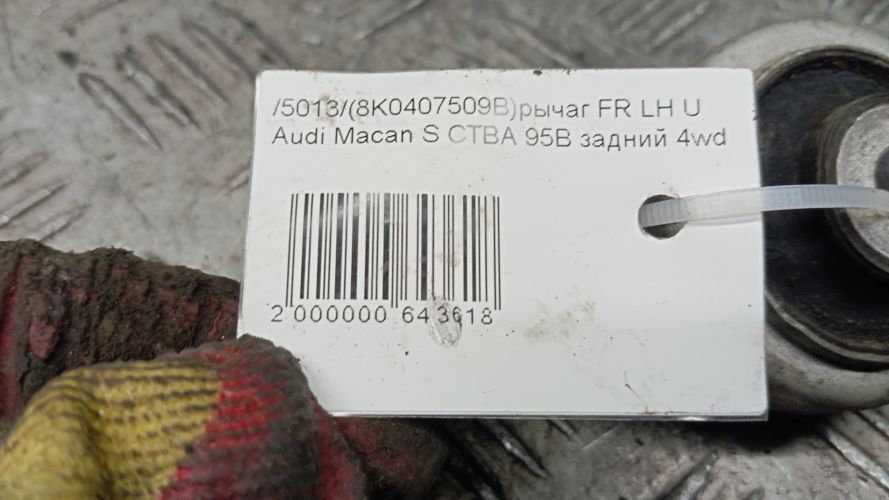 /5013/(8K0407509B)рычаг FR LH U
Audi Macan S CTBA 95B задний 4wd
2 000000 643618